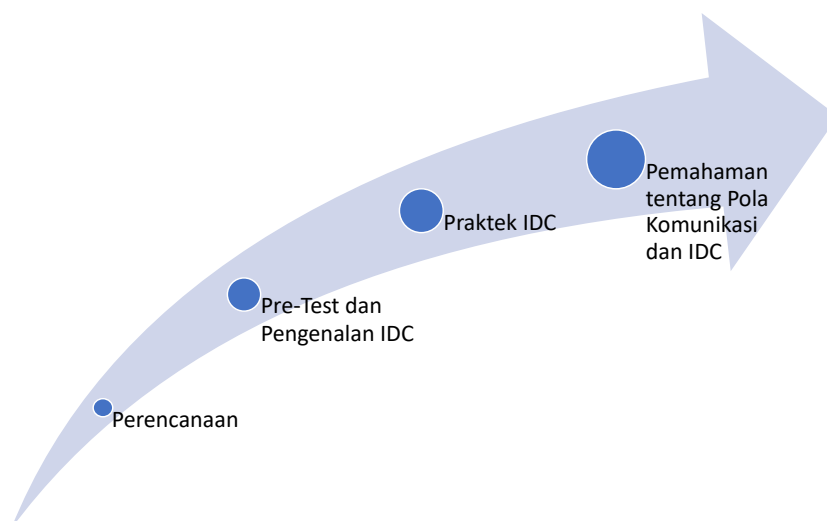 Perencanaan
Pre-Test dan
Pengenalan IDC
Praktek IDC
Pemahaman
tentang Pola
Komunikasi
dan IDC